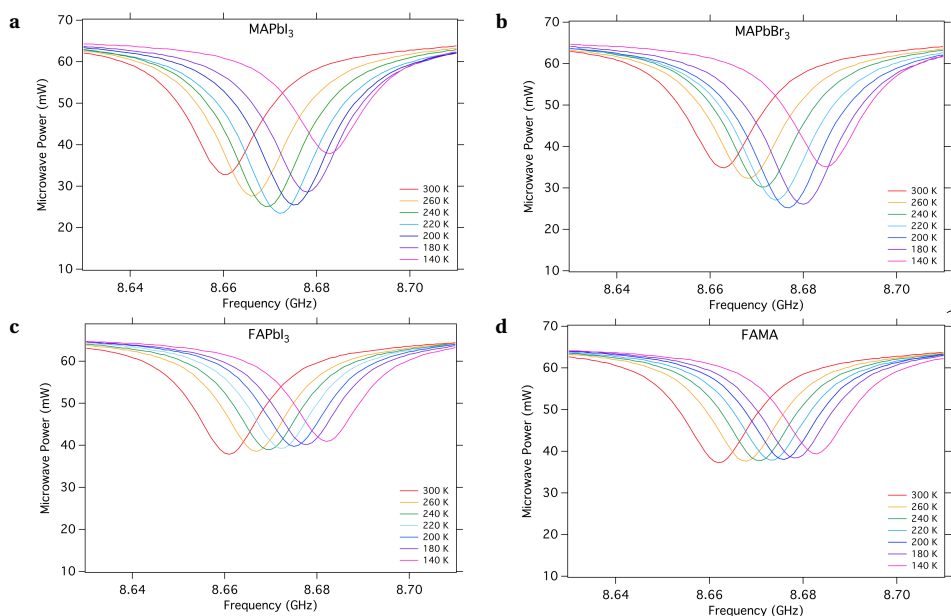 a
MAPbI3
Microwave Power (mW)
70
60
50
40
30
20
10
300 K
260 K
240 K
220 K
200 K
180 K
140 K
8.64
8.66
8.68
8.70
Frequency (GHz)
b
MAPbBr3
Microwave Power (mW)
70
60
50
40
30
20
10
300 K
260 K
240 K
220 K
200 K
180 K
140 K
8.64
8.66
8.68
8.70
Frequency (GHz)
c
FAPbI3
Microwave Power (mW)
60
50
40
30
20
10
300 K
260 K
240 K
220 K
200 K
180 K
140 K
8.64
8.66
8.68
8.70
Frequency (GHz)
d
FAMA
Microwave Power (mW)
70
60
50
40
30
20
10
300 K
260 K
240 K
220 K
200 K
180 K
140 K
8.64
8.66
8.68
8.70
Frequency (GHz)